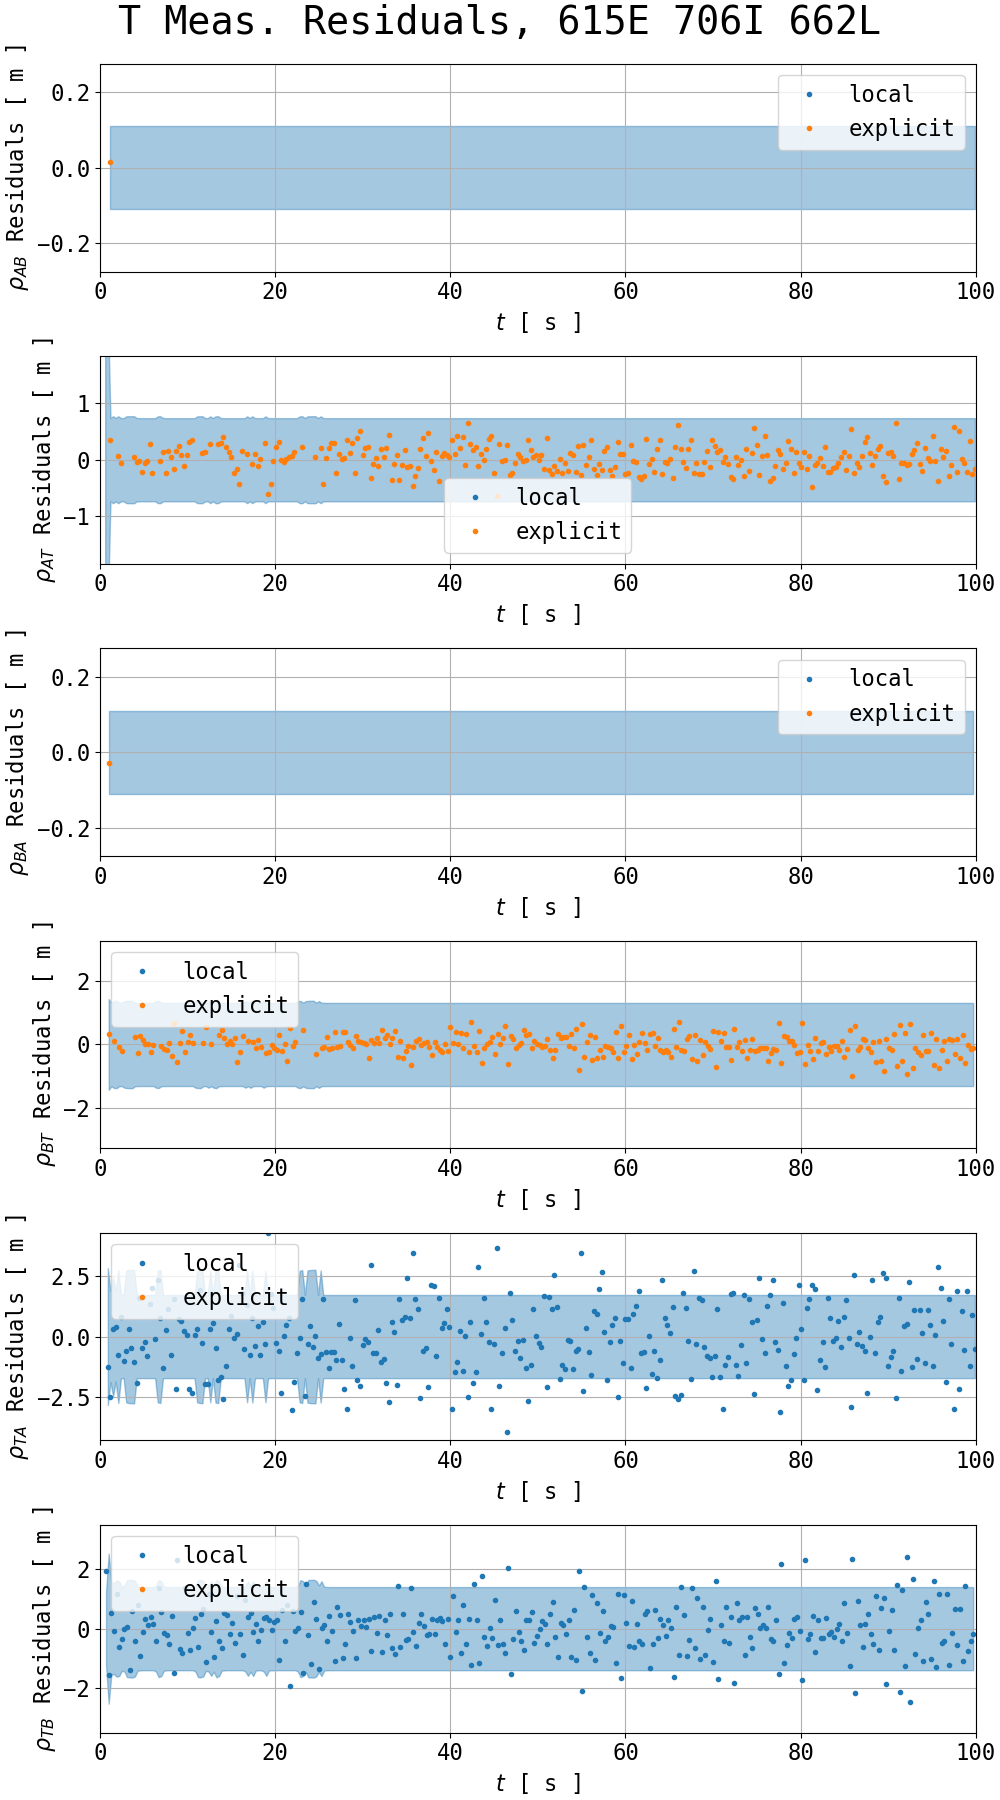 T Meas. Residuals, 615E 706I 662L
ρAB Residuals [ m ]
0.2
0.0
−0.2
local
explicit
0 20 40 60 80 100
t [ s ]
ρAT Residuals [ m ]
1
0
−1
local
explicit
0 20 40 60 80 100
t [ s ]
ρBA Residuals [ m ]
0.2
0.0
−0.2
local
explicit
0 20 40 60 80 100
t [ s ]
ρBT Residuals [ m ]
2
0
−2
local
explicit
0 20 40 60 80 100
t [ s ]
ρTA Residuals [ m ]
2.5
0.0
−2.5
local
explicit
0 20 40 60 80 100
t [ s ]
ρTB Residuals [ m ]
2
0
−2
local
explicit
0 20 40 60 80 100
t [ s ]